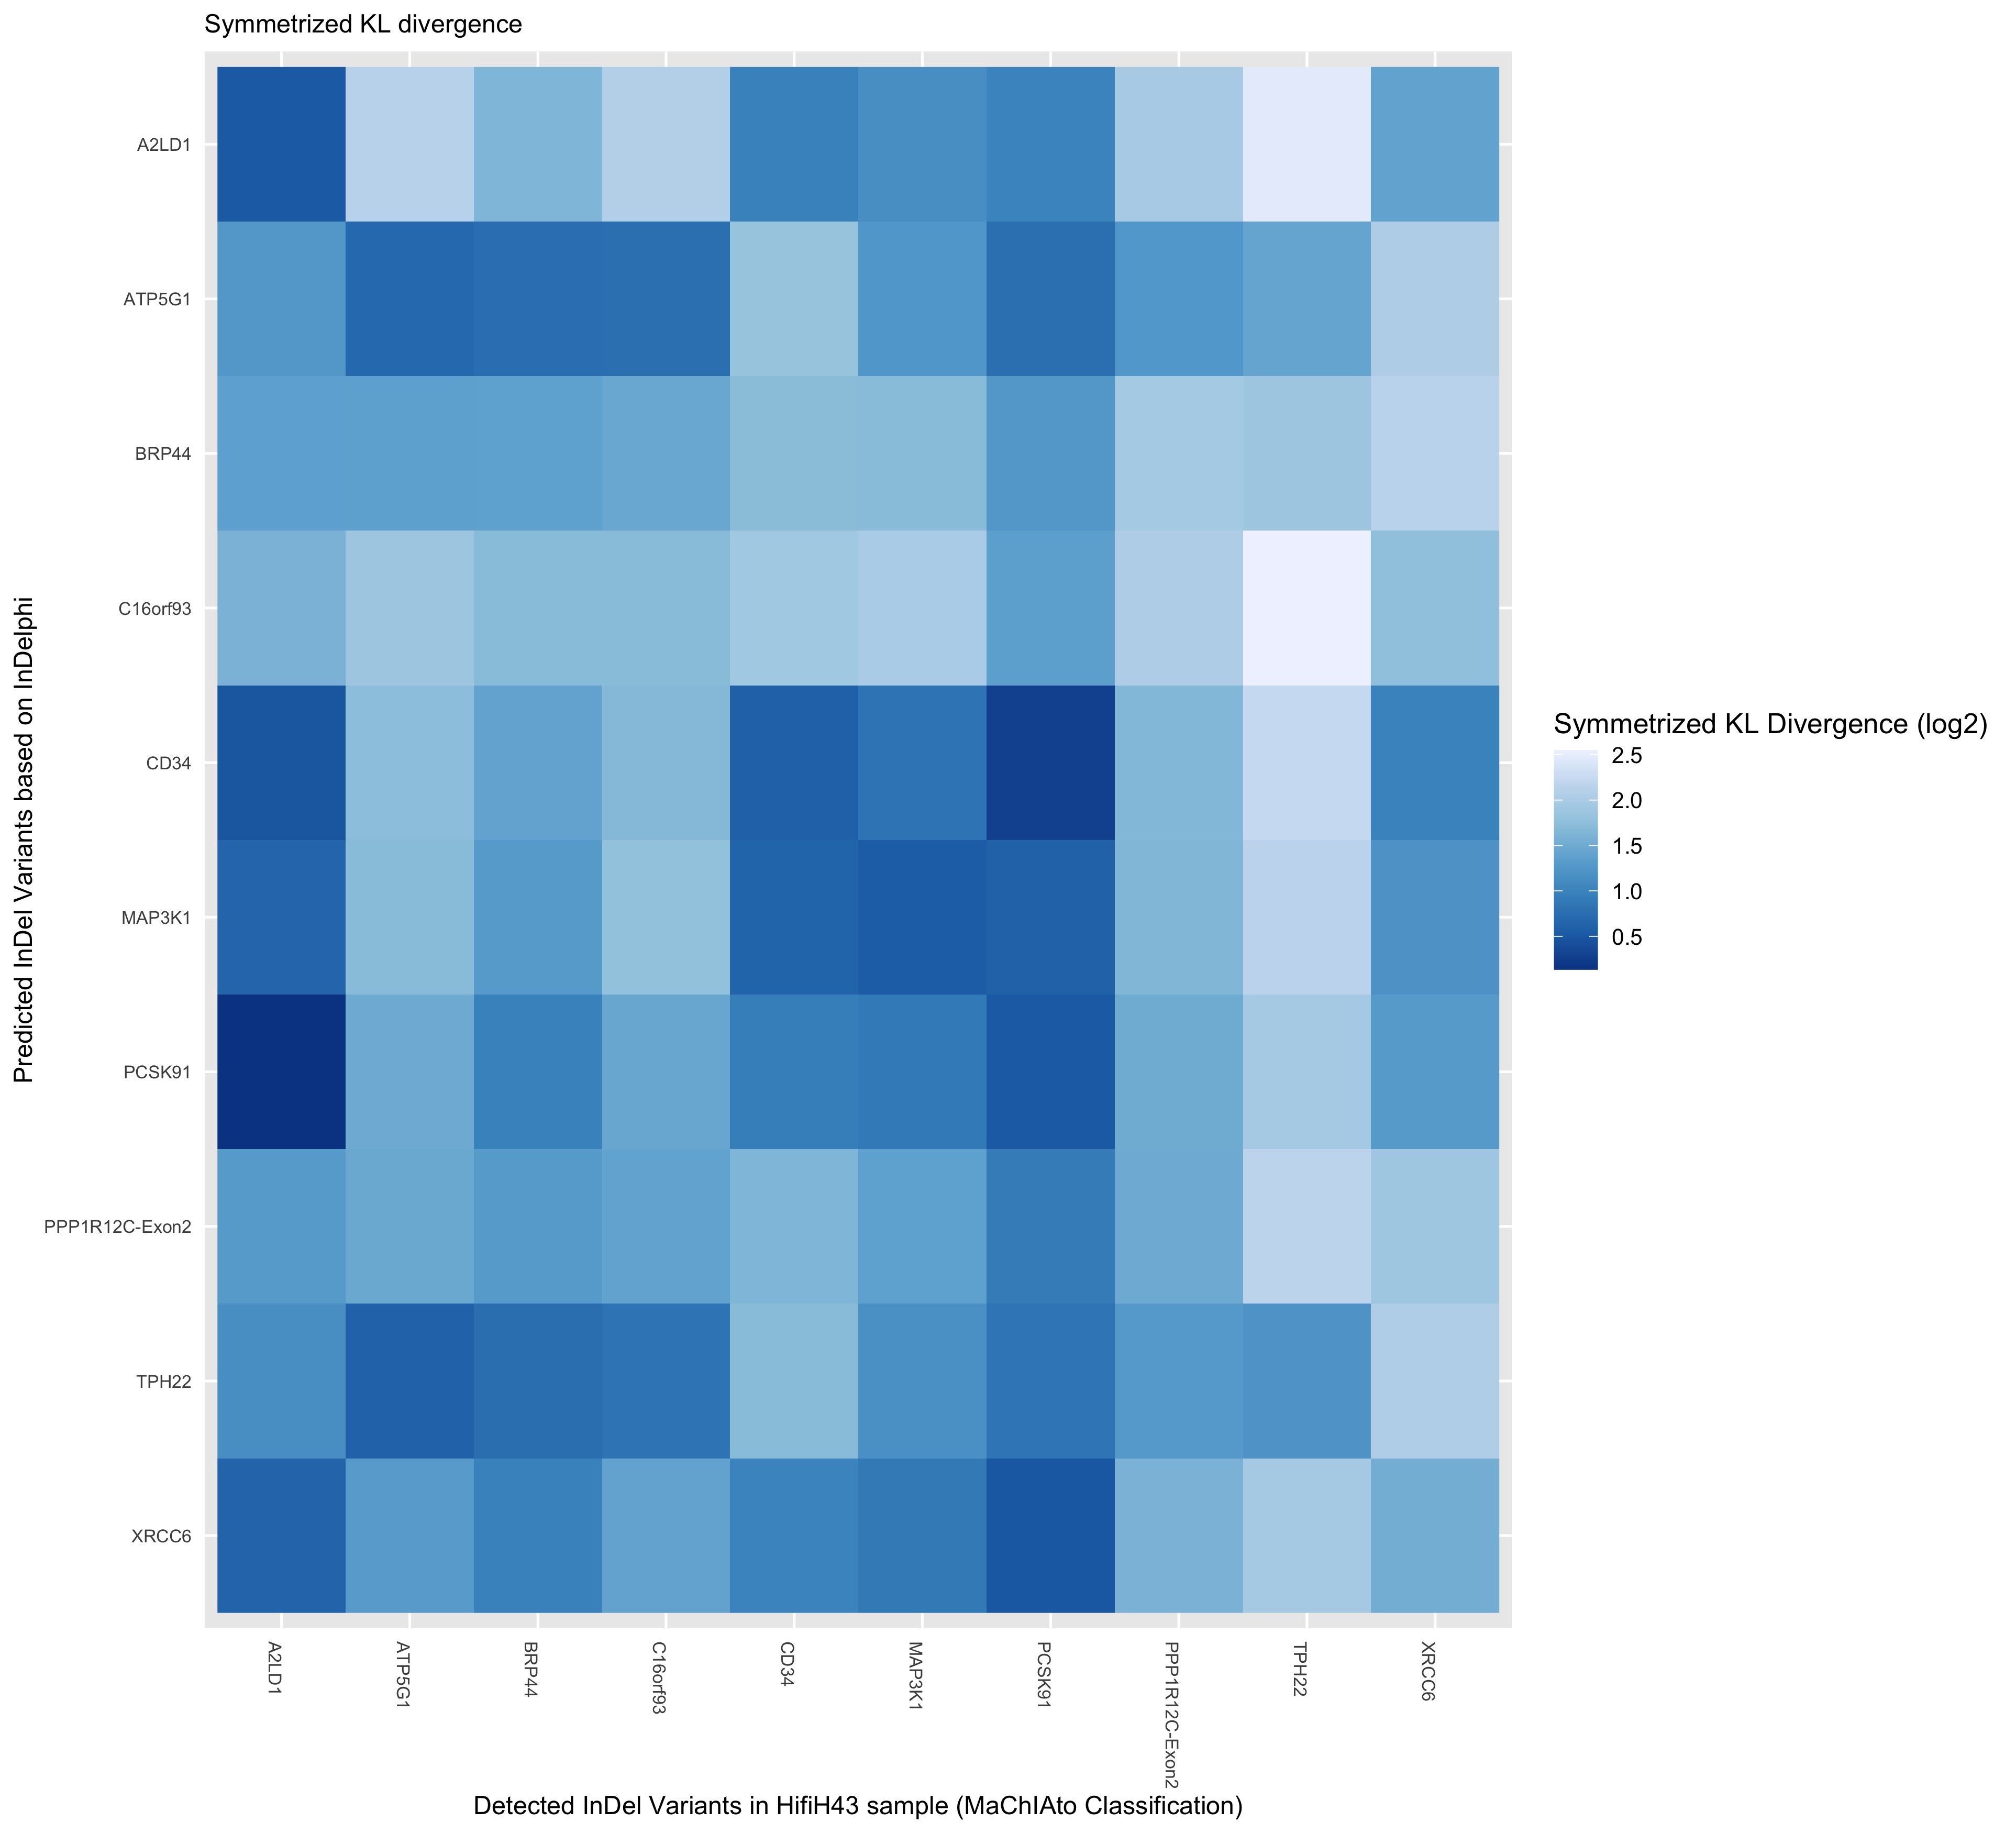 Symmetrized KL divergence
A2LD1
ATP5G1
BRP44
C16orf93
CD34
MAP3K1
PCSK91
PPP1R12C-Exon2
TPH22
XRCC6
Predicted InDel Variants based on InDelphi
A2LD1
ATP5G1
BRP44
C16orf93
CD34
MAP3K1
PCSK91
PPP1R12C-Exon2
TPH22
XRCC6
Detected InDel Variants in HifiH43 sample (MaChIAto Classification)
Symmetrized KL Divergence (log2)
2.5
2.0
1.5
1.0
0.5